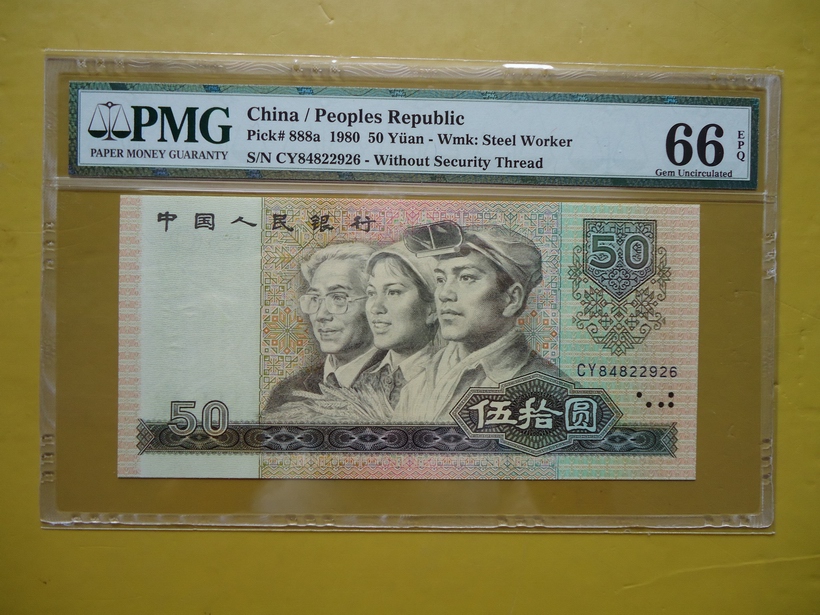 PMG
PAPER MONEY GUARANTY
China / Peoples Republic
Pick# 888a 1980 50 Yüan - Wmk: Steel Worker
S/N CY84822926 - Without Security Thread
66
EPQ
Gem Uncirculated
中国人民银行
50
CY84822926
50
伍拾圆